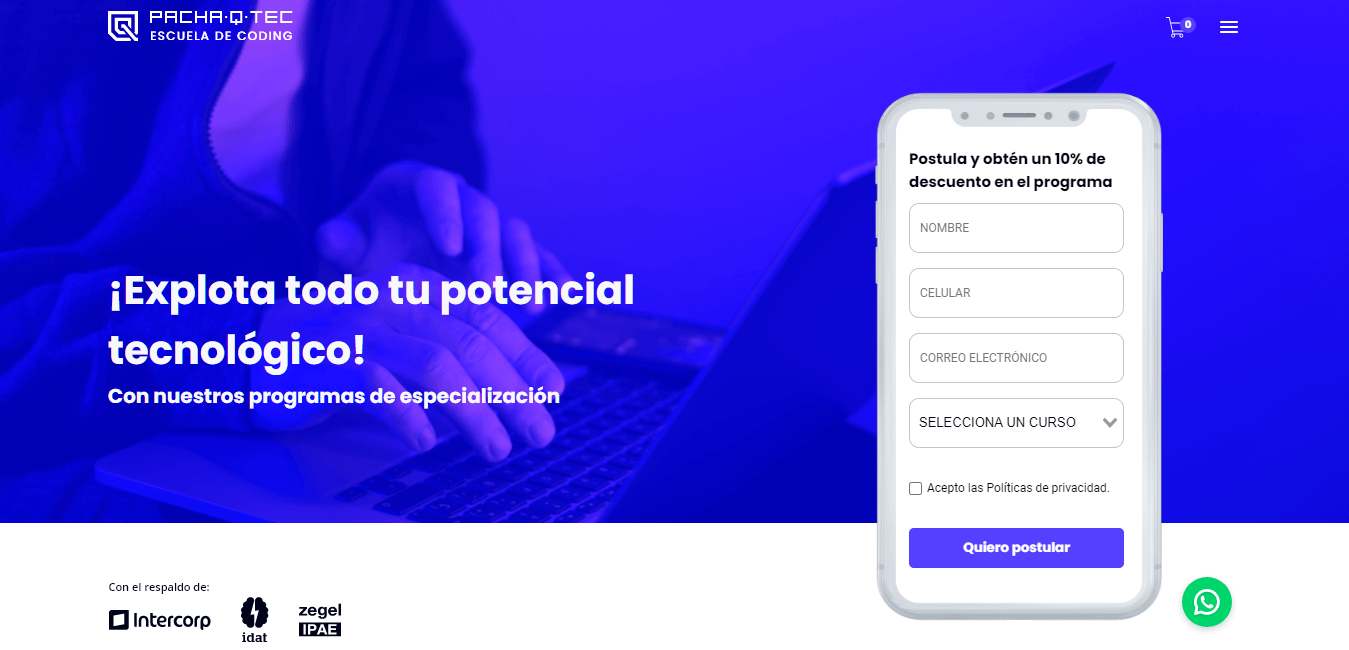 PACHA·Q·TEC
ESCUELA DE CODING
0
¡Explota todo tu potencial
tecnológico!
Con nuestros programas de especialización
Postula y obtén un 10% de
descuento en el programa
NOMBRE
CELULAR
CORREO ELECTRÓNICO
SELECCIONA UN CURSO
Acepto las Políticas de privacidad.
Quiero postular
Con el respaldo de:
Intercorp
idat
zegel
IPAE